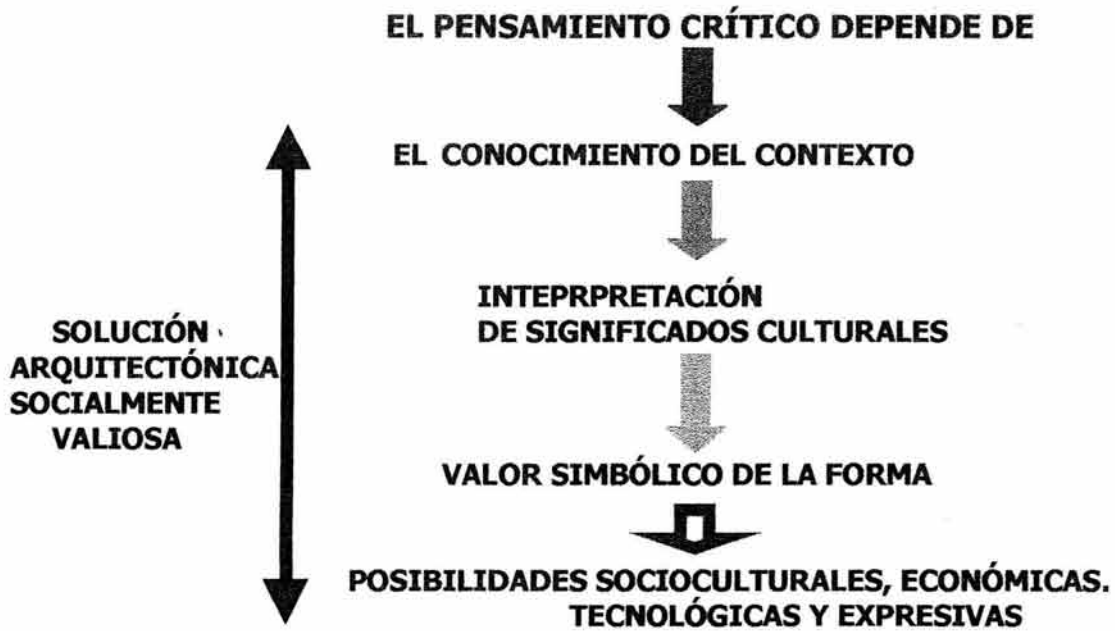 EL PENSAMIENTO CRÍTICO DEPENDE DE
EL CONOCIMIENTO DEL CONTEXTO
INTEPRPRETACIÓN
DE SIGNIFICADOS CULTURALES
SOLUCIÓN
ARQUITECTÓNICA
SOCIALMENTE
VALIOSA
VALOR SIMBÓLICO DE LA FORMA
POSIBILIDADES SOCIOCULTURALES, ECONÓMICAS.
TECNOLÓGICAS Y EXPRESIVAS